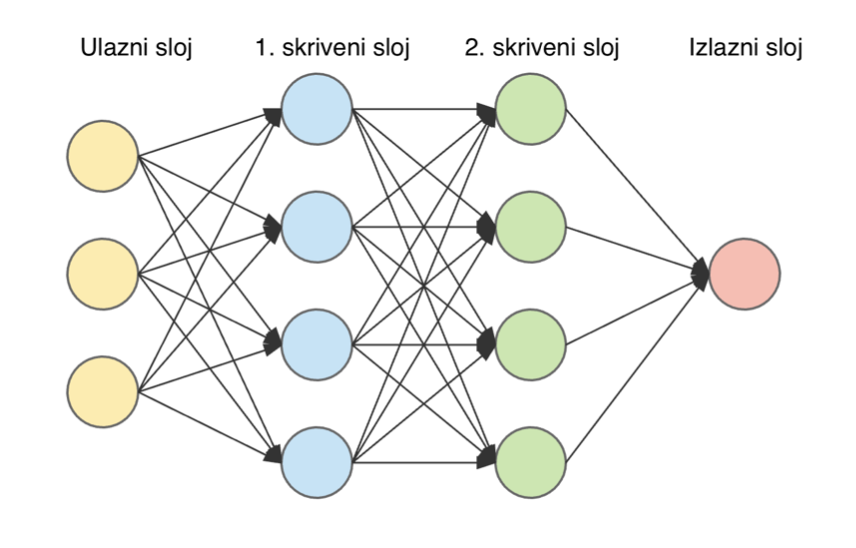 Ulazni sloj
1. skriveni sloj
2. skriveni sloj
Izlazni sloj